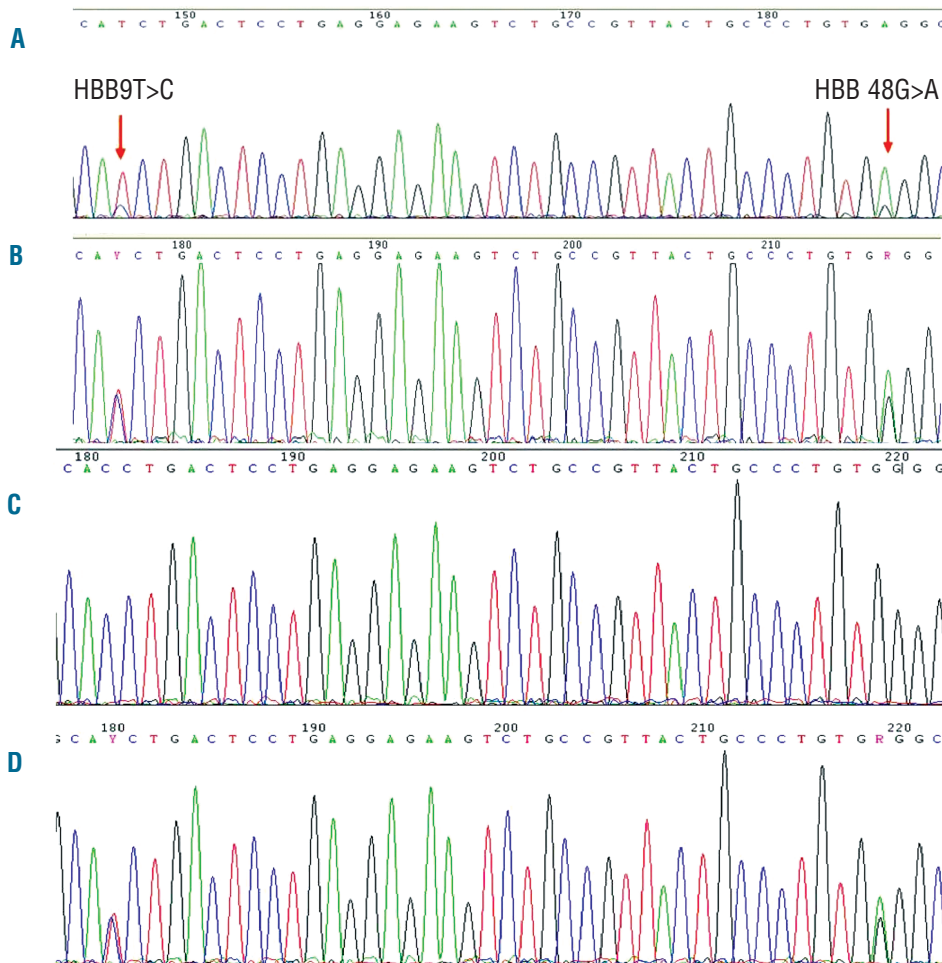 150 160 170 180
C A T C T G A C T C C T G A G G A G A A G T C T G C C G T T A C T G C C C T G T G A G G C
A
HBB9T>C HBB 48G>A
180 190 200 210
B
C A Y C T G A C T C C T G A G G A G A A G T C T G C C G T T A C T G C C C T G T G R G G
180 190 200 210 220
C A C C T G A C T C C T G A G G A G A A G T C T G C C G T T A C T G C C C T G T G G G G
C
180 190 200 210 220
G C A Y C T G A C T C C T G A G G A G A A G T C T G C C G T T A C T G C C C T G T G R G G C
D